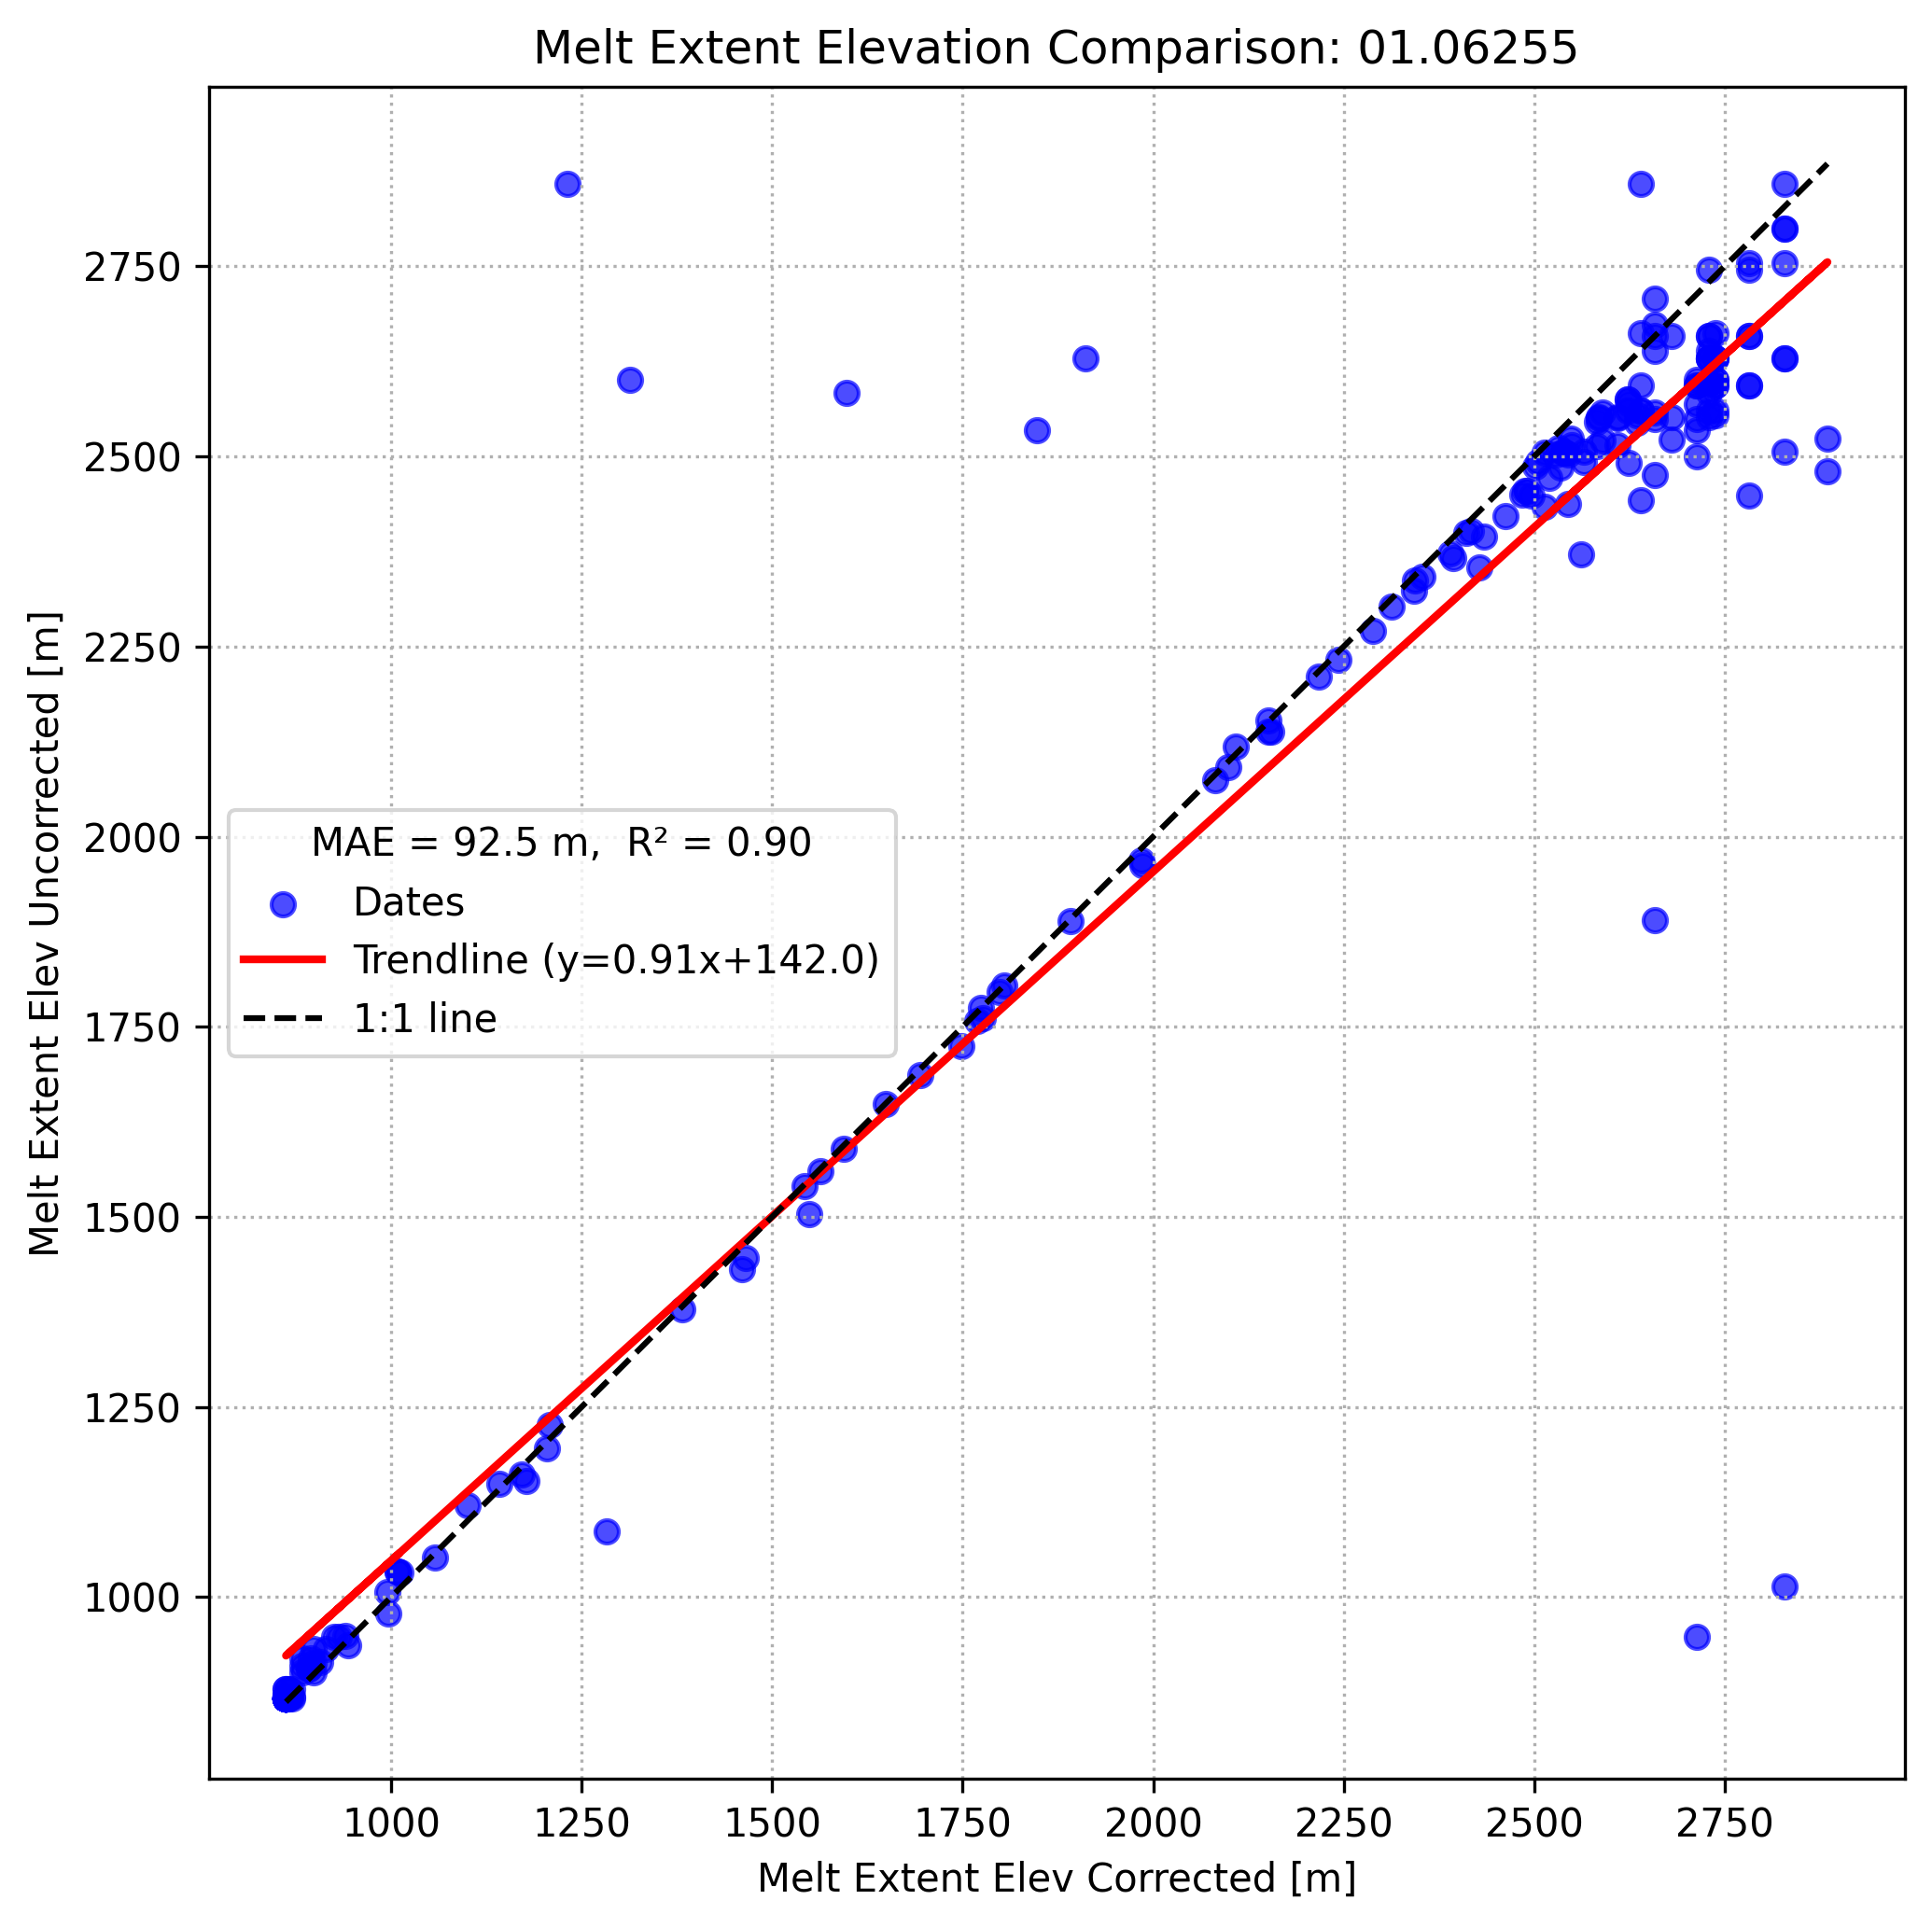 Melt Extent Elevation Comparison: 01.06255
Melt Extent Elev Uncorrected [m]
2750
2500
2250
2000
1750
1500
1250
1000
MAE = 92.5 m,  R² = 0.90
Dates
Trendline (y=0.91x+142.0)
1:1 line
1000 1250 1500 1750 2000 2250 2500 2750
Melt Extent Elev Corrected [m]